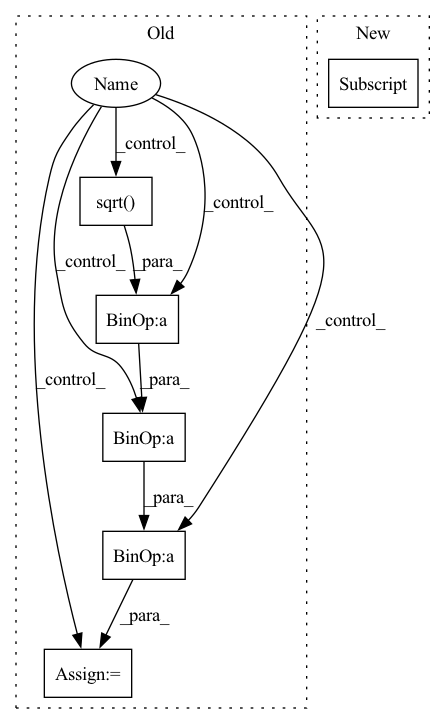 Old
New
Name
Subscript
_control_
sqrt()
_control_
_control_
_para_
BinOp:a
_control_
_control_
_para_
BinOp:a
_para_
BinOp:a
_para_
Assign:=